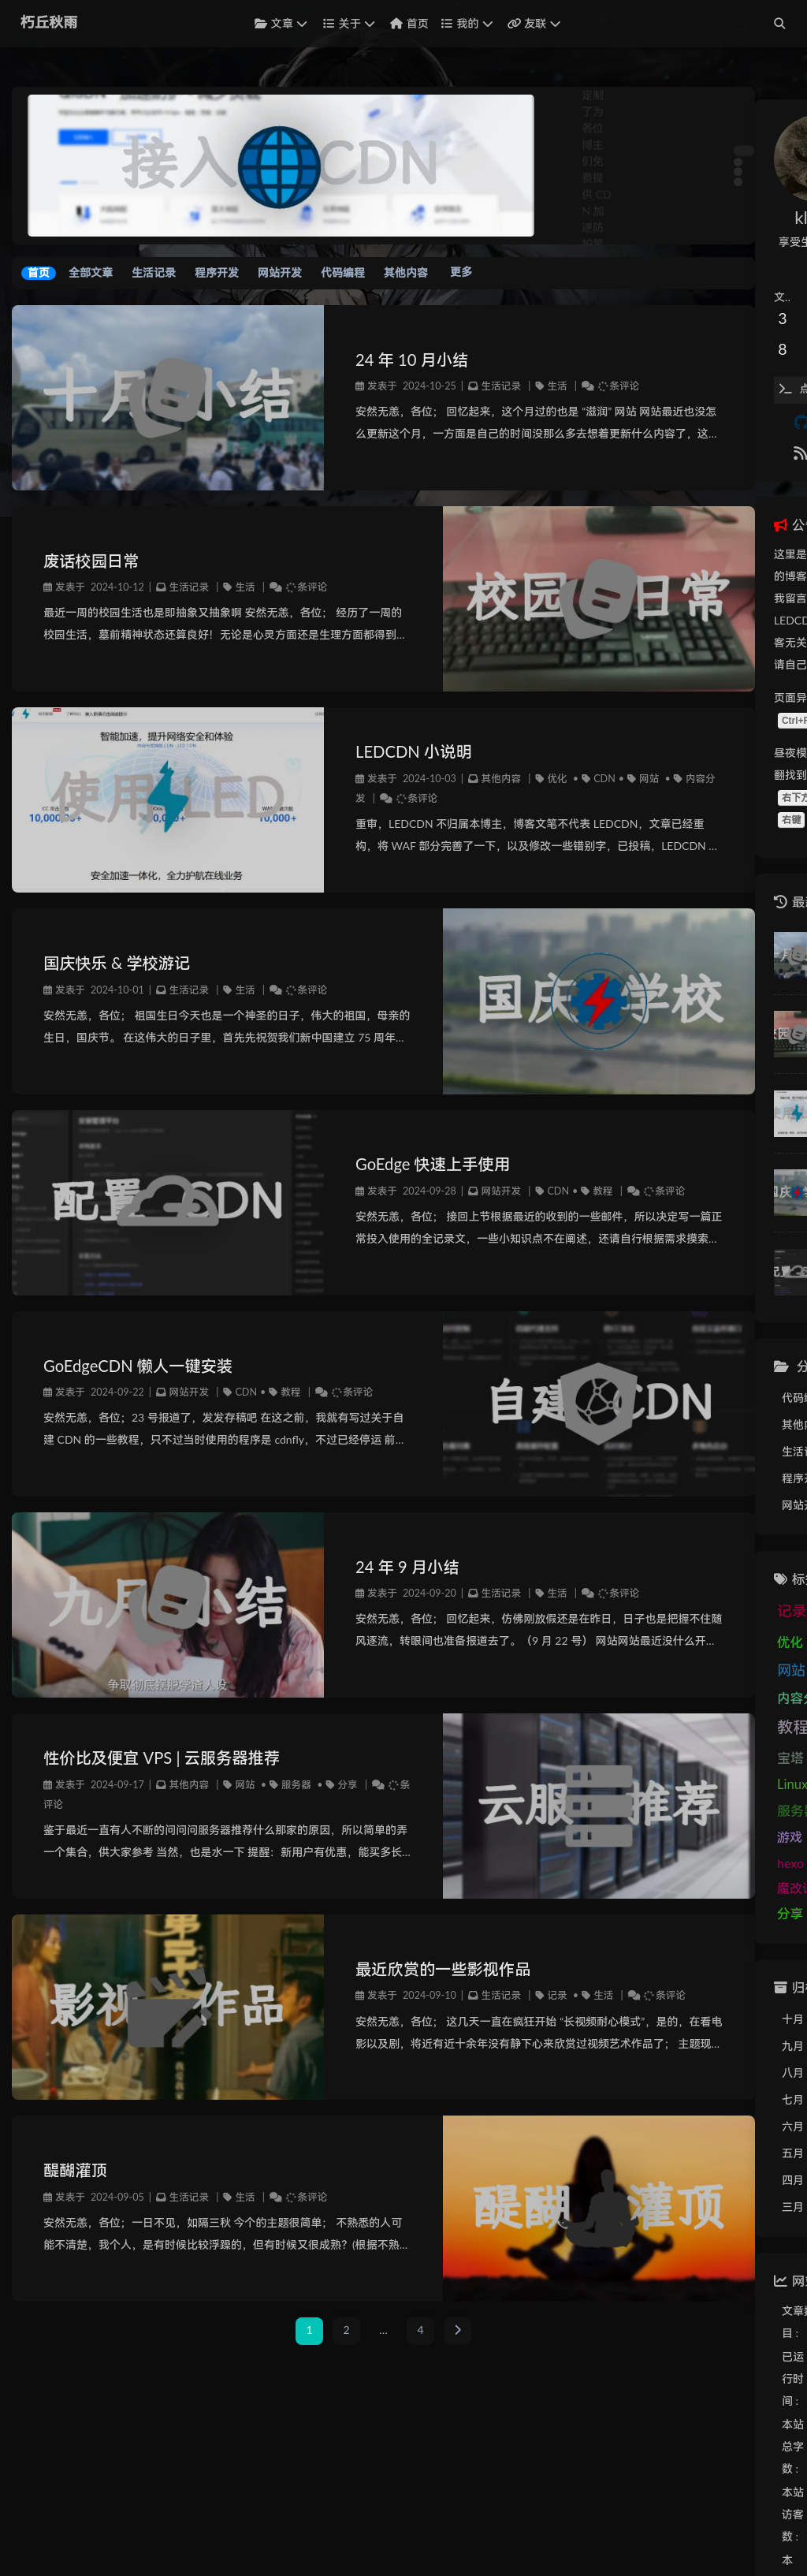 朽丘秋雨
文章 关于 首页 我的 友联
接入 CDN
定制
了为
各位
博主
们免
费提
供 CD
N 加
速防
首页 全部文章 生活记录 程序开发 网站开发 代码编程 其他内容 更多
十月 小结
24 年 10 月小结
发表于 2024-10-25 | 生活记录 | 生活 | 条评论
安然无恙，各位； 回忆起来，这个月过的也是 “滋润” 网站 网站最近也没怎
么更新这个月，一方面是自己的时间没那么多去想着更新什么内容了，这...
废话校园日常
发表于 2024-10-12 | 生活记录 | 生活 | 条评论
最近一周的校园生活也是即抽象又抽象啊 安然无恙，各位； 经历了一周的
校园生活，墓前精神状态还算良好！无论是心灵方面还是生理方面都得到...
校园 日常
智能加速，提升网络安全和体验
使用 LED
安全加速一体化，全力护航在线业务
LEDCDN 小说明
发表于 2024-10-03 | 其他内容 | 优化 • CDN • 网站 • 内容分
发 | 条评论
重审，LEDCDN 不归属本博主，博客文笔不代表 LEDCDN，文章已经重
构，将 WAF 部分完善了一下，以及修改一些错别字，已投稿，LEDCDN ...
国庆快乐 & 学校游记
发表于 2024-10-01 | 生活记录 | 生活 | 条评论
安然无恙，各位； 祖国生日今天也是一个神圣的日子，伟大的祖国，母亲的
生日，国庆节。 在这伟大的日子里，首先先祝贺我们新中国建立 75 周年...
国庆 学校
配置 CDN
GoEdge 快速上手使用
发表于 2024-09-28 | 网站开发 | CDN • 教程 | 条评论
安然无恙，各位； 接回上节根据最近的收到的一些邮件，所以决定写一篇正
常投入使用的全记录文，一些小知识点不在阐述，还请自行根据需求摸索...
GoEdgeCDN 懒人一键安装
发表于 2024-09-22 | 网站开发 | CDN • 教程 | 条评论
安然无恙，各位；23 号报道了，发发存稿吧 在这之前，我就有写过关于自
建 CDN 的一些教程，只不过当时使用的程序是 cdnfly，不过已经停运 前...
自建 CDN
九月 小结
争取彻底摆脱学渣人设
24 年 9 月小结
发表于 2024-09-20 | 生活记录 | 生活 | 条评论
安然无恙，各位； 回忆起来，仿佛刚放假还是在昨日，日子也是把握不住随
风逐流，转眼间也准备报道去了。（9 月 22 号） 网站网站最近没什么开...
性价比及便宜 VPS | 云服务器推荐
发表于 2024-09-17 | 其他内容 | 网站 • 服务器 • 分享 | 条
评论
鉴于最近一直有人不断的问问问服务器推荐什么那家的原因，所以简单的弄
一个集合，供大家参考 当然，也是水一下 提醒：新用户有优惠，能买多长...
云服 推荐
影视 作品
最近欣赏的一些影视作品
发表于 2024-09-10 | 生活记录 | 记录 • 生活 | 条评论
安然无恙，各位； 这几天一直在疯狂开始 “长视频耐心模式”，是的，在看电
影以及剧，将近有近十余年没有静下心来欣赏过视频艺术作品了； 主题现...
醍醐灌顶
发表于 2024-09-05 | 生活记录 | 生活 | 条评论
安然无恙，各位；一日不见，如隔三秋 今个的主题很简单； 不熟悉的人可
能不清楚，我个人，是有时候比较浮躁的，但有时候又很成熟？(根据不熟...
醍醐 灌顶
1 2 ... 4
享受生
文..
3
8
这里是
的博客
我留言
LEDCD
客无关
请自己
页面异
Ctrl+F
昼夜模
翻找到
右下方
右键
代码编
其他内
生活记
程序开
网站开
标签
记录
优化
网站
内容分
教程
宝塔
Linux
服务器
游戏
hexo
魔改
分享
归档
十月
九月
八月
七月
六月
五月
四月
三月
网站
文章数
目 :
已运
行时
间 :
本站
总字
数 :
本站
访客
数 :
本